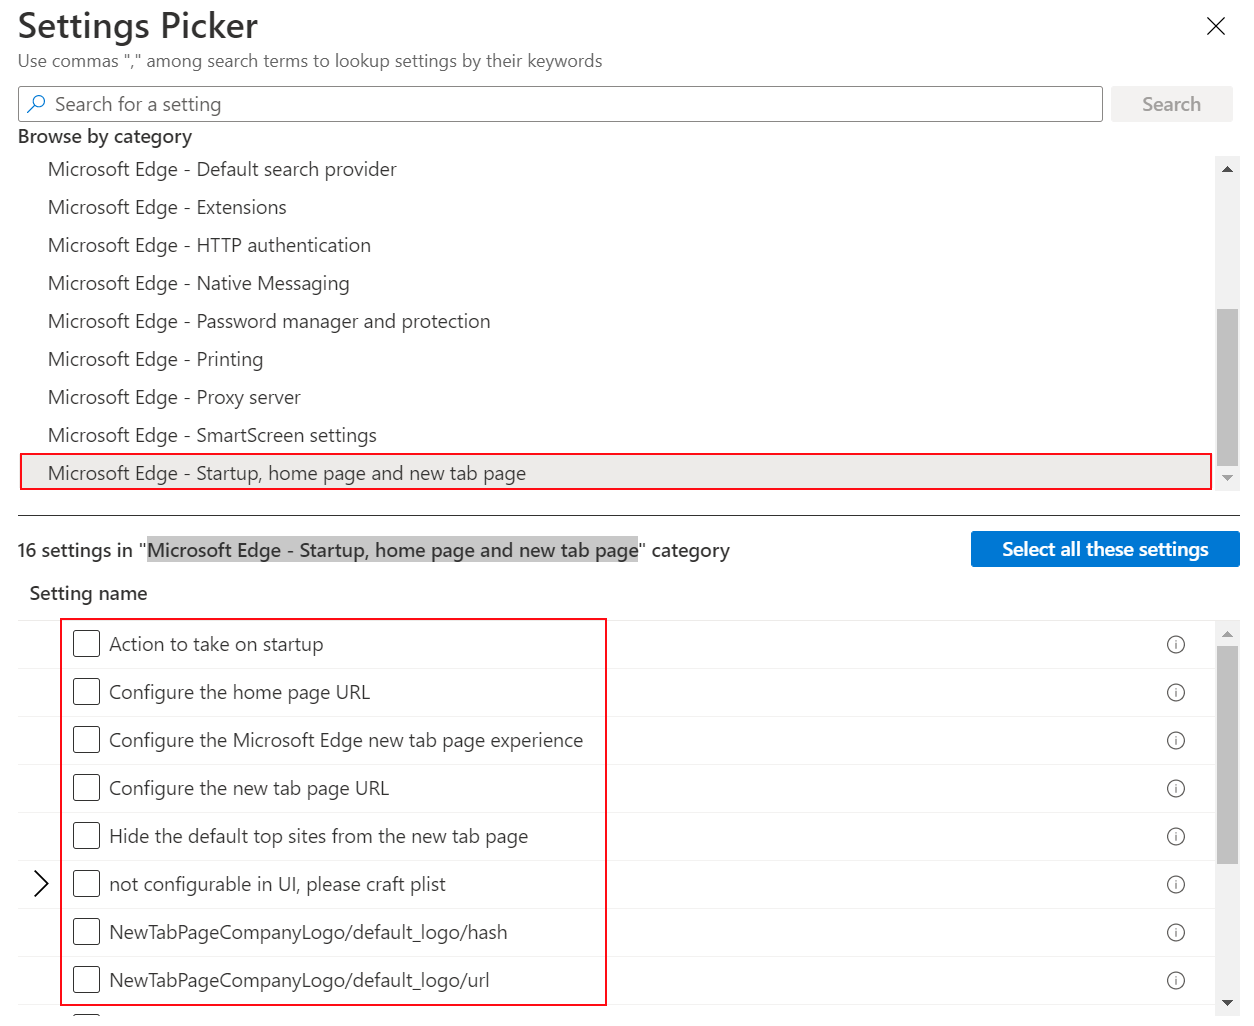 Settings Picker
Use commas "," among search terms to lookup settings by their keywords
Search for a setting
Search
Browse by category
Microsoft Edge - Default search provider
Microsoft Edge - Extensions
Microsoft Edge - HTTP authentication
Microsoft Edge - Native Messaging
Microsoft Edge - Password manager and protection
Microsoft Edge - Printing
Microsoft Edge - Proxy server
Microsoft Edge - SmartScreen settings
Microsoft Edge - Startup, home page and new tab page
16 settings in "Microsoft Edge - Startup, home page and new tab page" category
Select all these settings
Setting name
Action to take on startup
Configure the home page URL
Configure the Microsoft Edge new tab page experience
Configure the new tab page URL
Hide the default top sites from the new tab page
not configurable in UI, please craft plist
NewTabPageCompanyLogo/default_logo/hash
NewTabPageCompanyLogo/default_logo/url